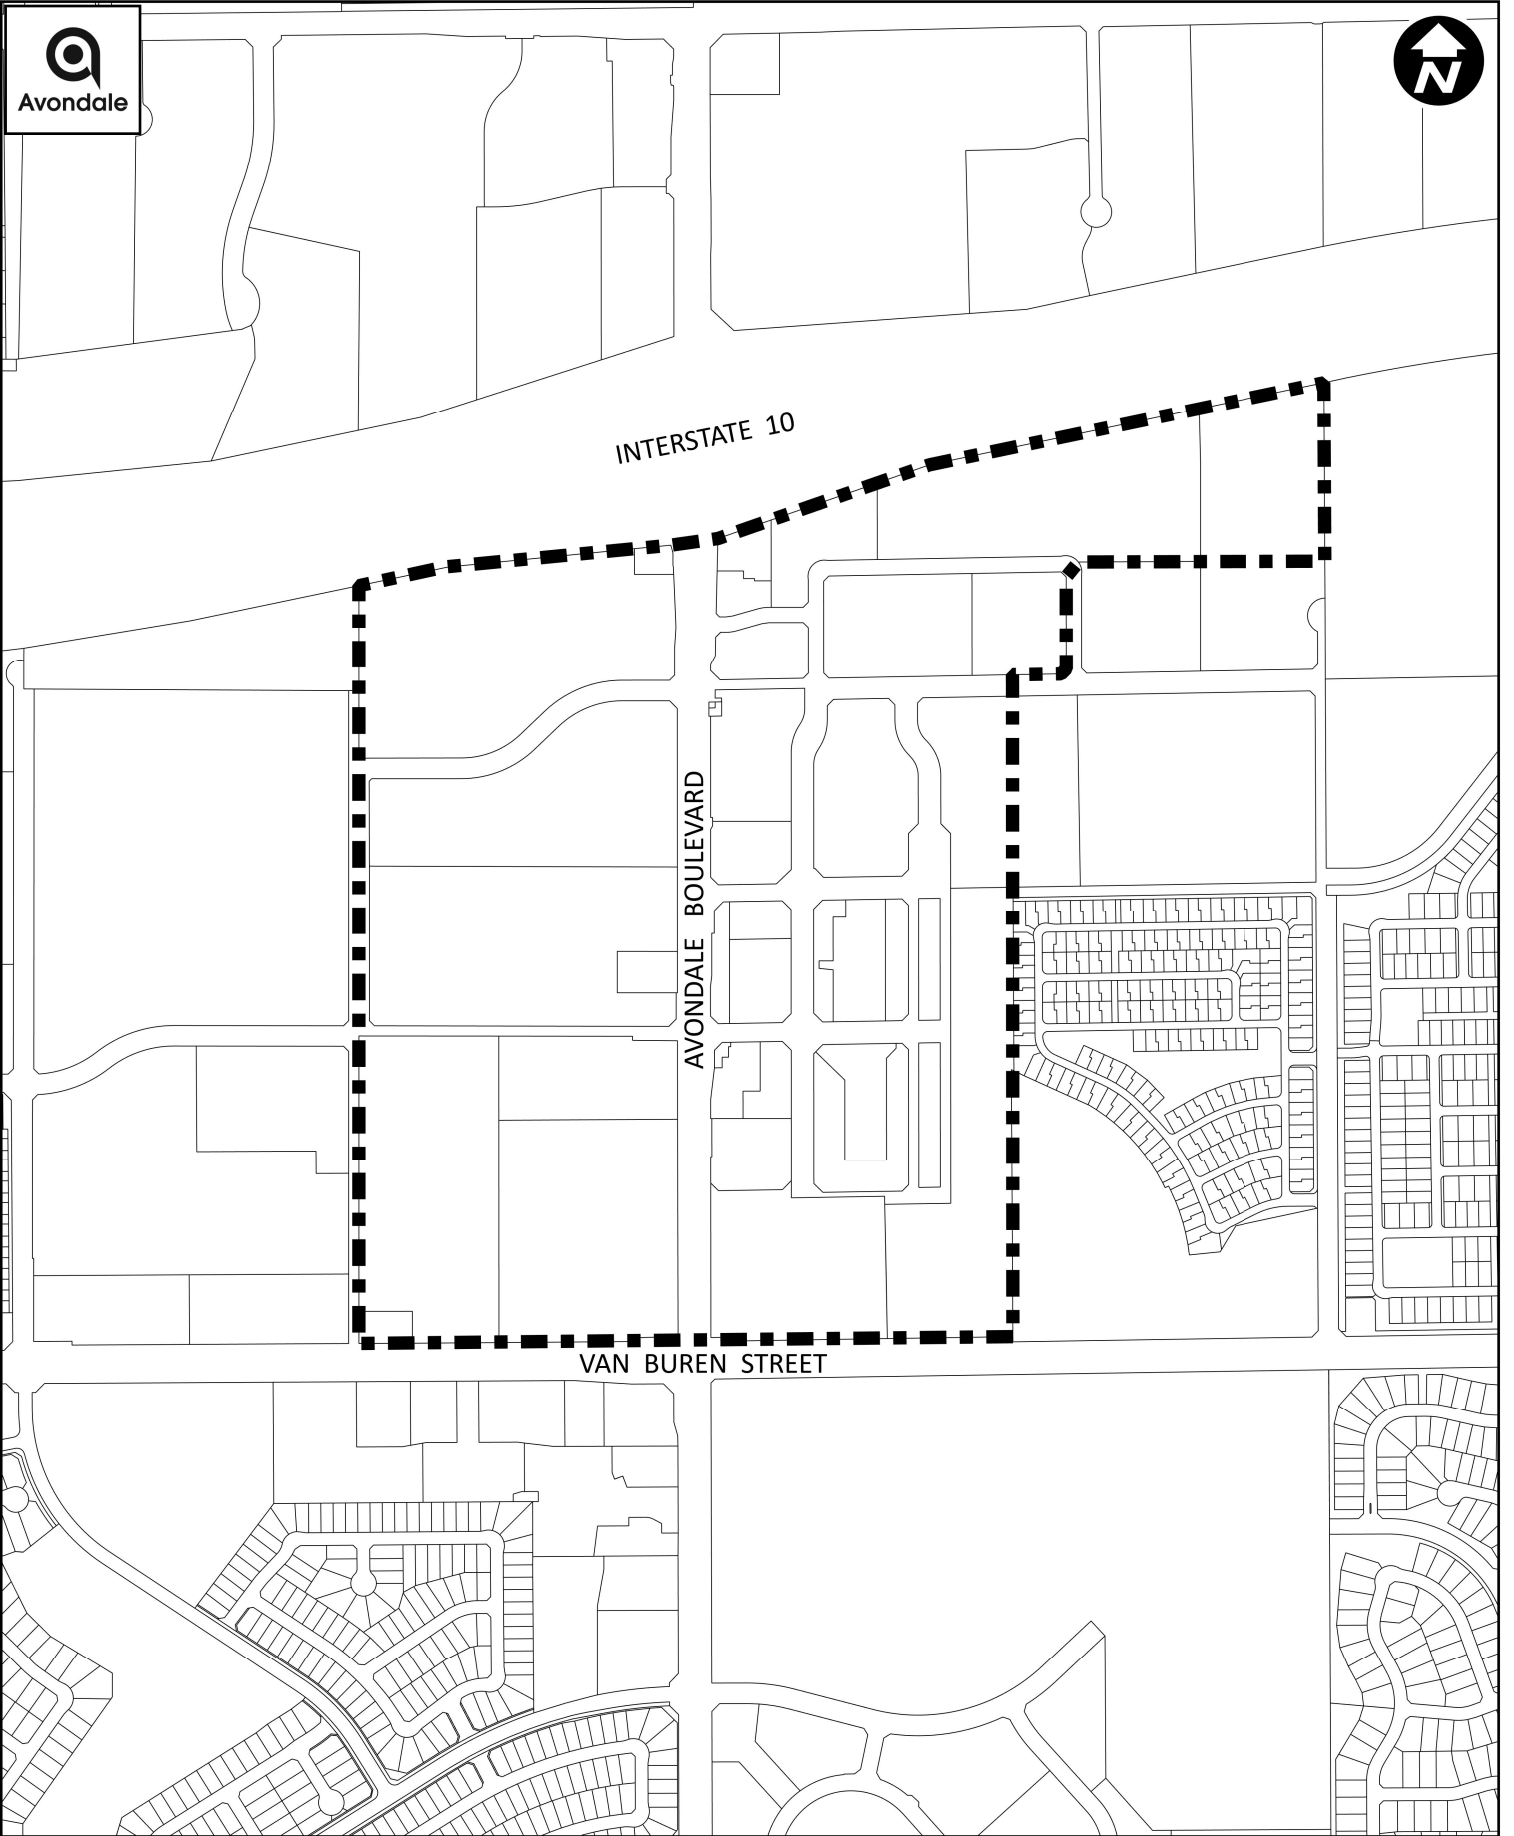 Avondale
N
INTERSTATE 10
AVONDALE BOULEVARD
VAN BUREN STREET